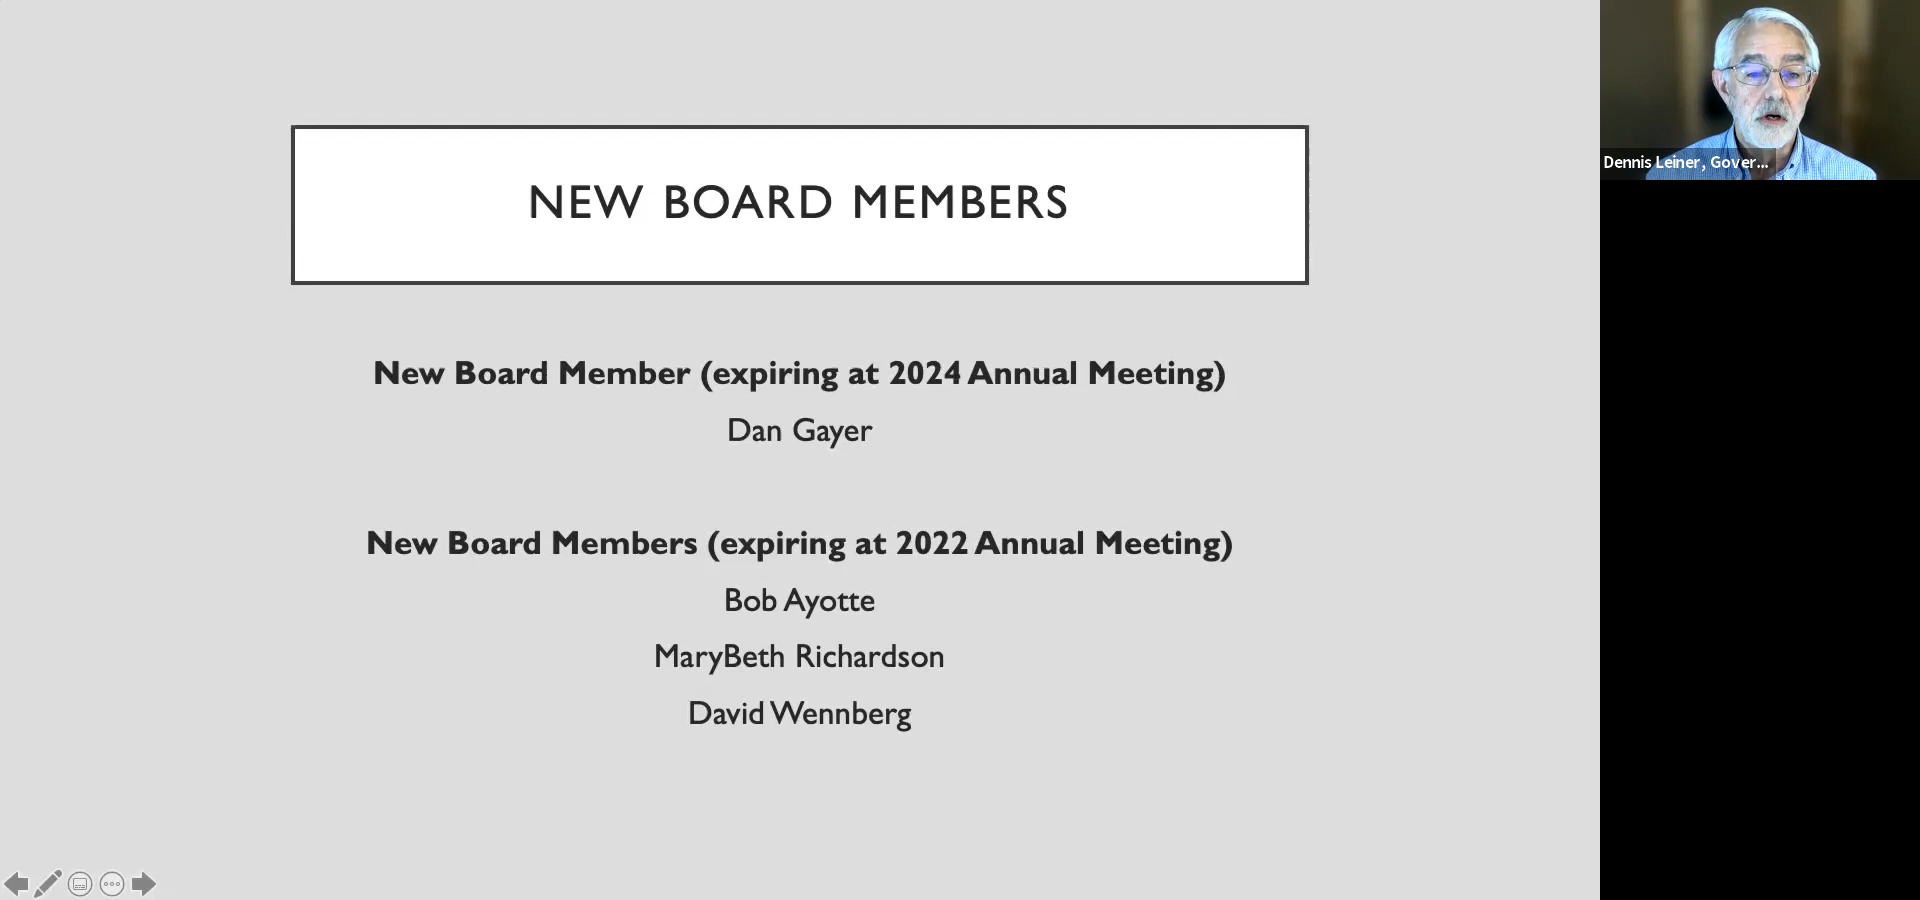 NEW BOARD MEMBERS
New Board Member (expiring at 2024 Annual Meeting)
Dan Gayer
New Board Members (expiring at 2022 Annual Meeting)
Bob Ayotte
MaryBeth Richardson
David Wennberg
Dennis Leiner, Gover...